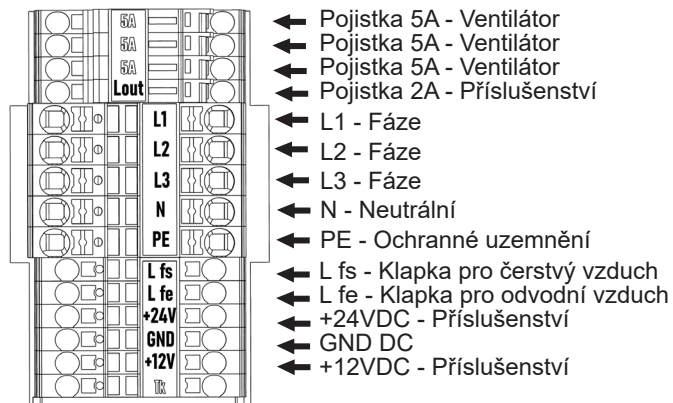 5A Pojistka 5A - Ventilátor
5A Pojistka 5A - Ventilátor
5A Pojistka 5A - Ventilátor
Lout Pojistka 2A - Příslušenství
L1 L1 - Fáze
L2 L2 - Fáze
L3 L3 - Fáze
N N - Neutrální
PE PE - Ochranné uzemnění
L fs L fs - Klapka pro čerstvý vzduch
L fe L fe - Klapka pro odvodní vzduch
+24V +24VDC - Příslušenství
GND GND DC
+12V +12VDC - Příslušenství
Tk